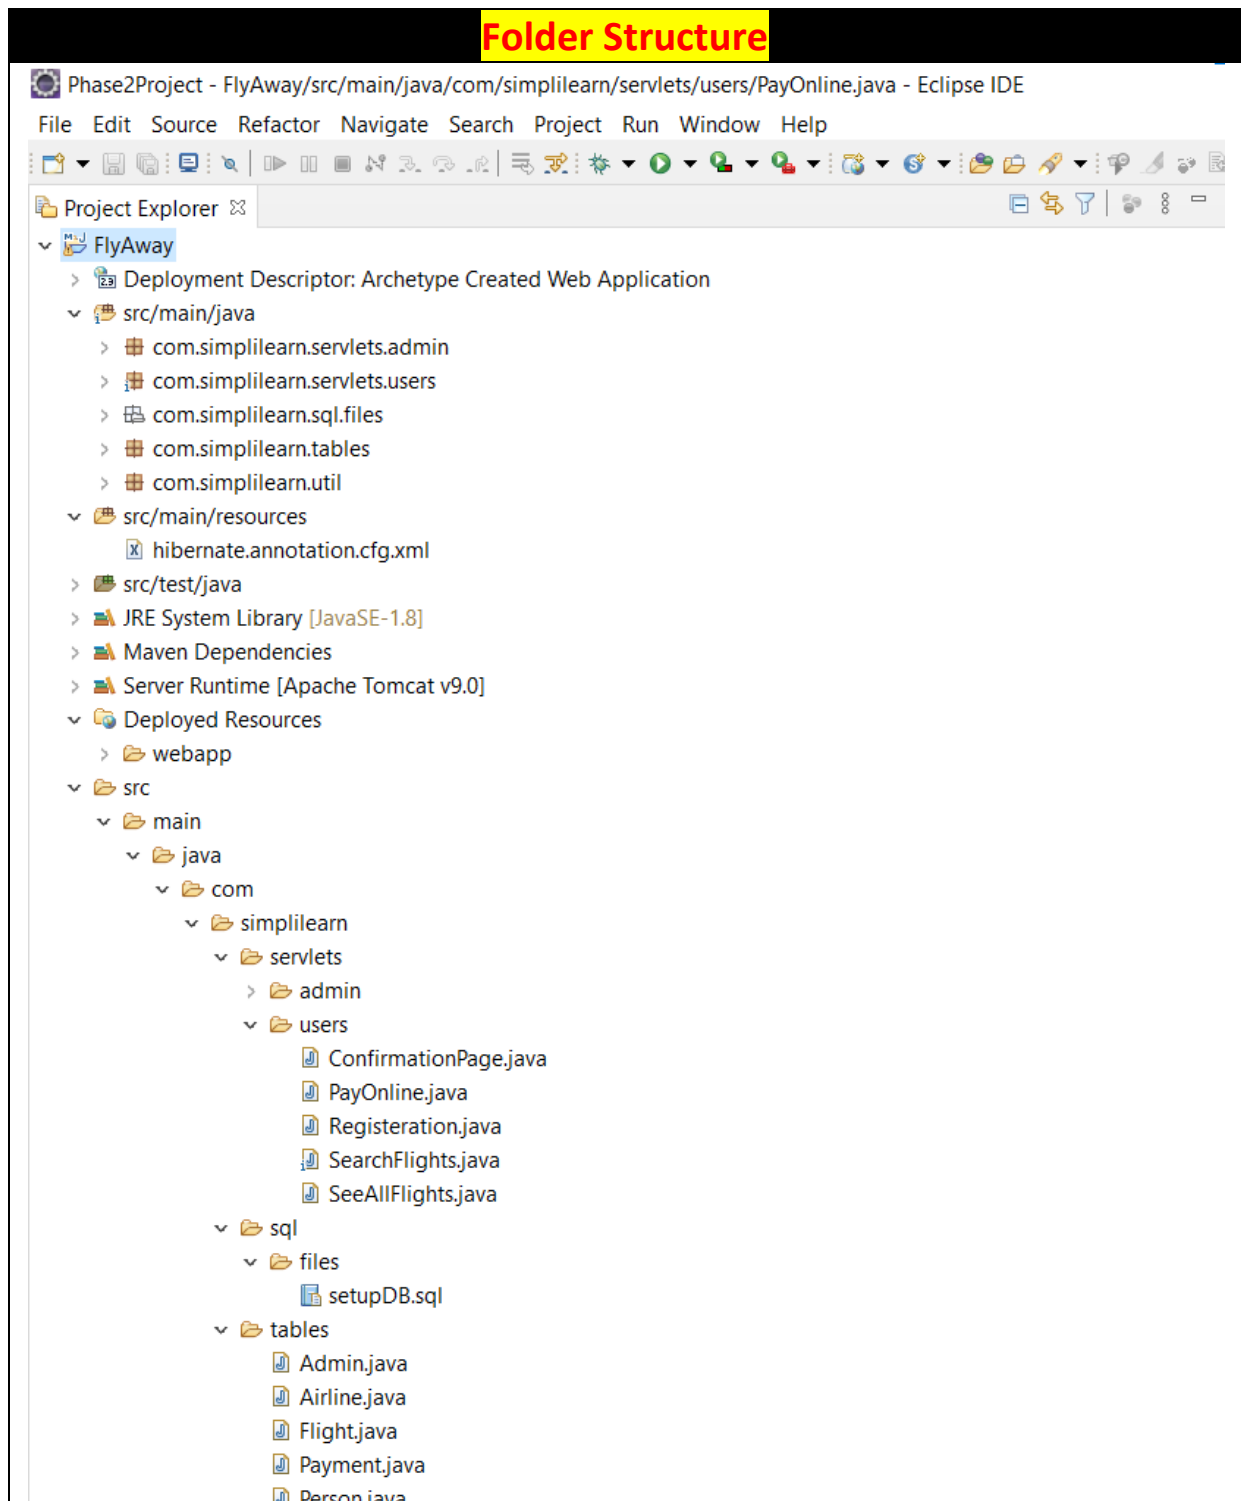 Folder Structure
Phase2Project - FlyAway/src/main/java/com/simplilearn/servlets/users/PayOnline.java - Eclipse IDE
File Edit Source Refactor Navigate Search Project Run Window Help
Project Explorer
FlyAway
Deployment Descriptor: Archetype Created Web Application
src/main/java
com.simplilearn.servlets.admin
com.simplilearn.servlets.users
com.simplilearn.sql.files
com.simplilearn.tables
com.simplilearn.util
src/main/resources
hibernate.annotation.cfg.xml
src/test/java
JRE System Library [JavaSE-1.8]
Maven Dependencies
Server Runtime [Apache Tomcat v9.0]
Deployed Resources
webapp
src
main
java
com
simplilearn
servlets
admin
users
ConfirmationPage.java
PayOnline.java
Registeration.java
SearchFlights.java
SeeAllFlights.java
sql
files
setupDB.sql
tables
Admin.java
Airline.java
Flight.java
Payment.java
Person.java